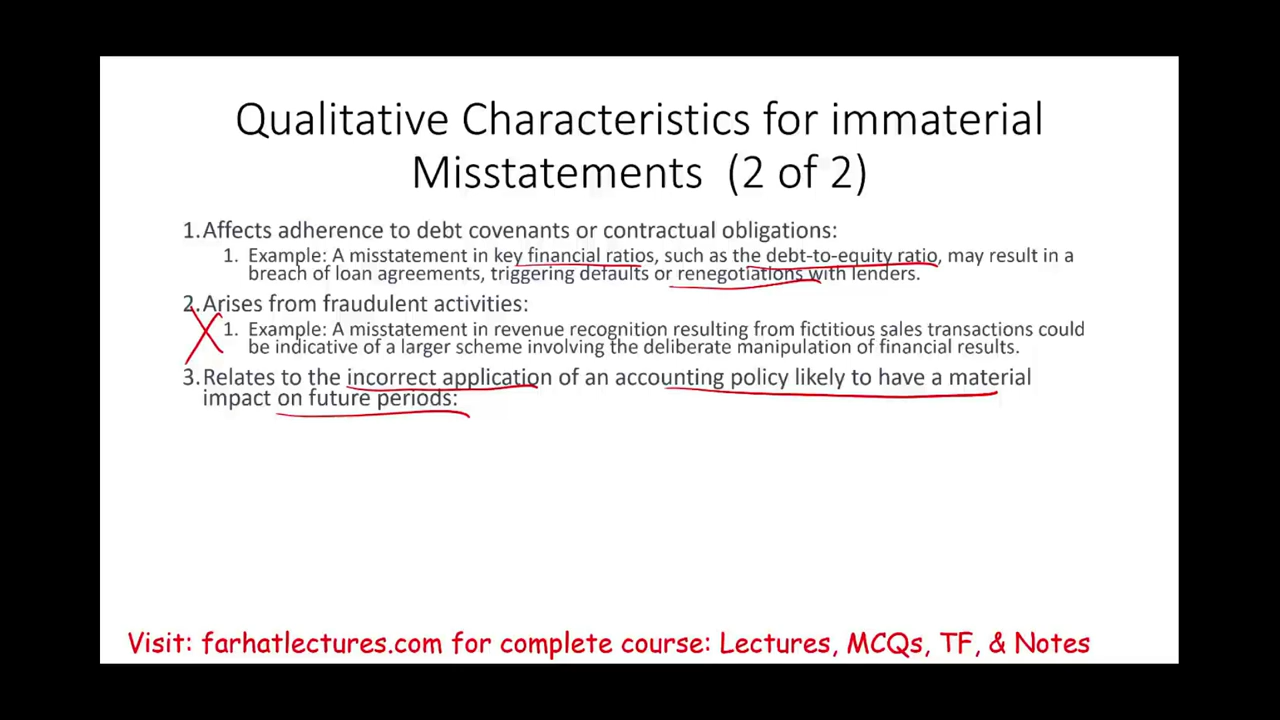 Qualitative Characteristics for immaterial
Misstatements (2 of 2)
1. Affects adherence to debt covenants or contractual obligations:
1. Example: A misstatement in key financial ratios, such as the debt-to-equity ratio, may result in a
breach of loan agreements, triggering defaults or renegotiations with lenders.
2. Arises from fraudulent activities:
1. Example: A misstatement in revenue recognition resulting from fictitious sales transactions could
be indicative of a larger scheme involving the deliberate manipulation of financial results.
3. Relates to the incorrect application of an accounting policy likely to have a material
impact on future periods:
Visit: farhatlectures.com for complete course: Lectures, MCQs, TF, & Notes